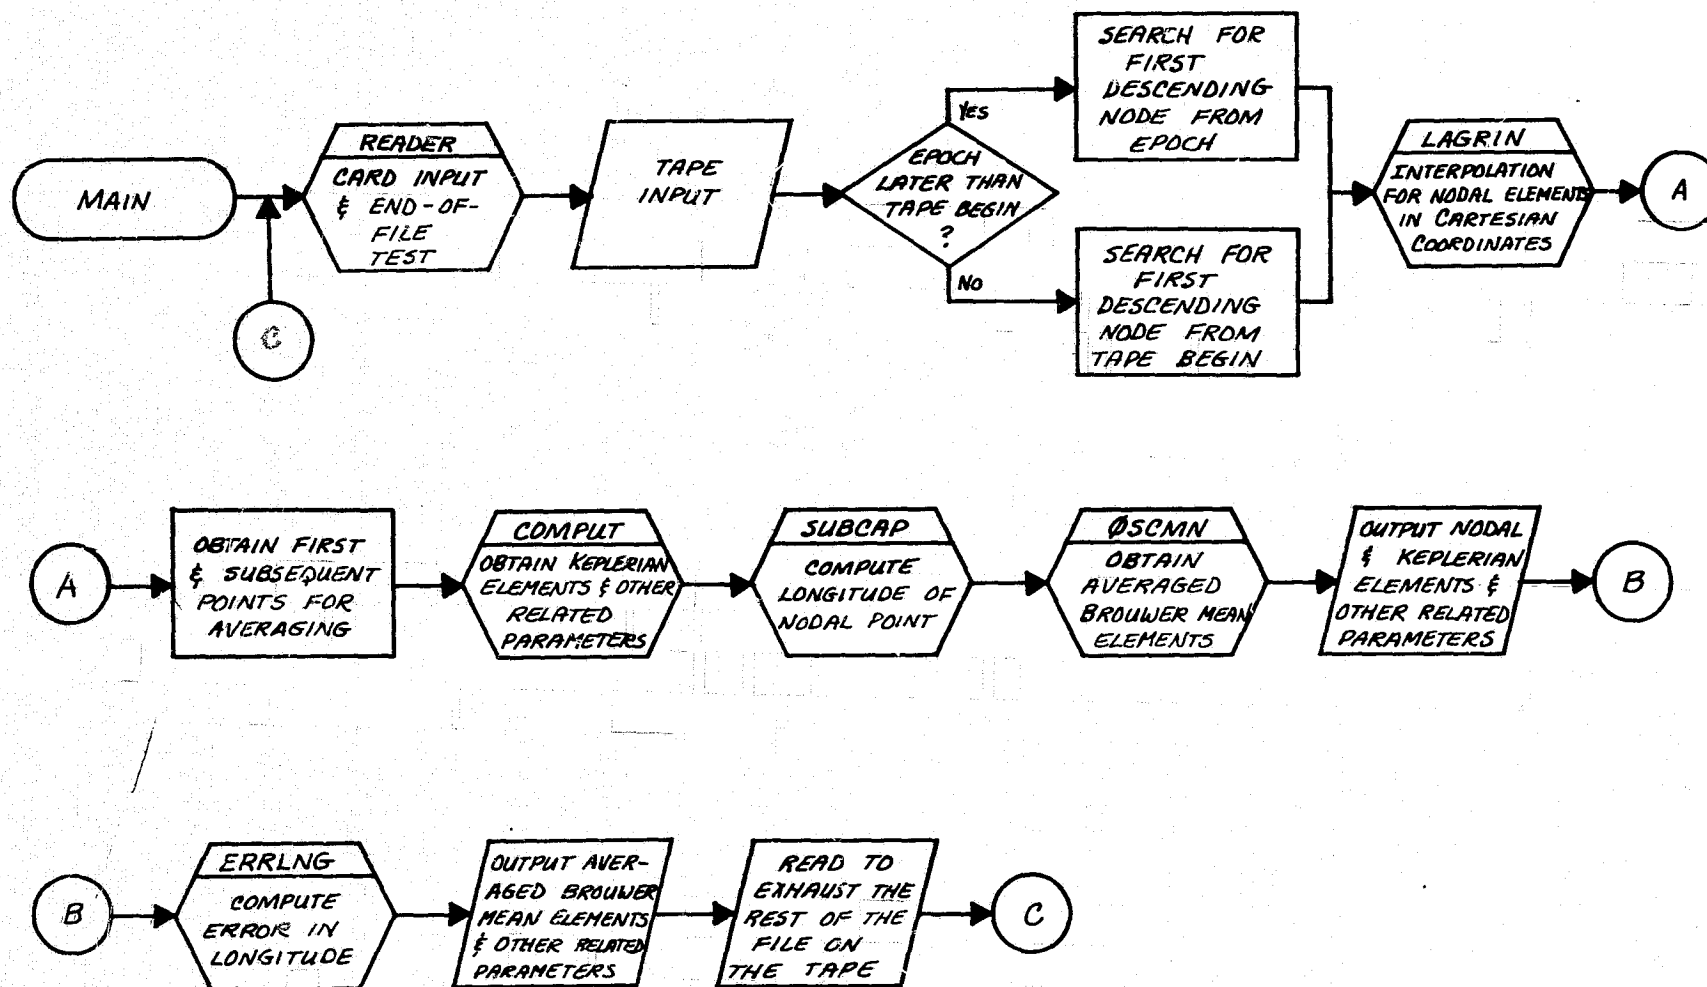 MAIN
C
READER
CARD INPUT
& END-OF-
FILE
TEST
TAPE
INPUT
EPOCH
LATER THAN
TAPE BEGIN
?
YES
NO
SEARCH FOR
FIRST
DESCENDING
NODE FROM
EPOCH
SEARCH FOR
FIRST
DESCENDING
NODE FROM
TAPE BEGIN
LAGRIN
INTERPOLATION
FOR NODAL ELEMENTS
IN CARTESIAN
COORDINATES
A
A
OBTAIN FIRST
& SUBSEQUENT
POINTS FOR
AVERAGING
COMPUT
OBTAIN KEPLERIAN
ELEMENTS & OTHER
RELATED
PARAMETERS
SUBCAP
COMPUTE
LONGITUDE OF
NODAL POINT
ØSCMN
OBTAIN
AVERAGED
BROUWER MEAN
ELEMENTS
OUTPUT NODAL
& KEPLERIAN
ELEMENTS &
OTHER RELATED
PARAMETERS
B
B
ERRLNG
COMPUTE
ERROR IN
LONGITUDE
OUTPUT AVER-
AGED BROUWER
MEAN ELEMENTS
& OTHER RELATED
PARAMETERS
READ TO
EXHAUST THE
REST OF THE
FILE ON
THE TAPE
C